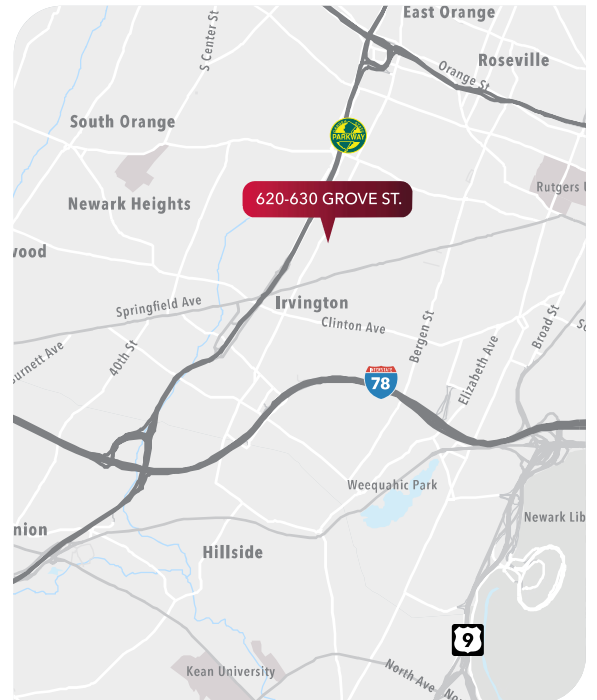 East Orange
S Center St
Roseville
Orange St
South Orange
PARKWAY
Rutgers U
620-630 GROVE ST.
Newark Heights
wood
Springfield Ave
Irvington
Clinton Ave
Bergen St
Broad St
Elizabeth Ave
40th St
urnett Ave
INTERSTATE
78
Weequahic Park
Newark Lib
nion
Hillside
9
Kean University
North Ave
No